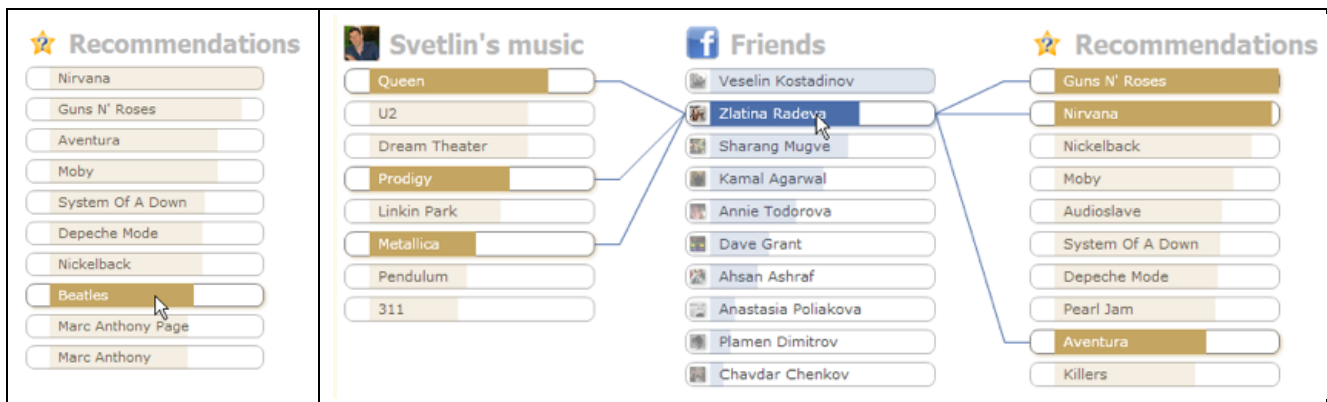 Recommendations
Nirvana
Guns N' Roses
Aventura
Moby
System Of A Down
Depeche Mode
Nickelback
Beatles
Marc Anthony Page
Marc Anthony
Svetlin's music
Queen
U2
Dream Theater
Prodigy
Linkin Park
Metallica
Pendulum
311
Friends
Veselin Kostadinov
Zlatina Radeva
Sharang Mugve
Kamal Agarwal
Annie Todorova
Dave Grant
Ahsan Ashraf
Anastasia Poliakova
Plamen Dimitrov
Chavdar Chenkov
Recommendations
Guns N' Roses
Nirvana
Nickelback
Moby
Audioslave
System Of A Down
Depeche Mode
Pearl Jam
Aventura
Killers